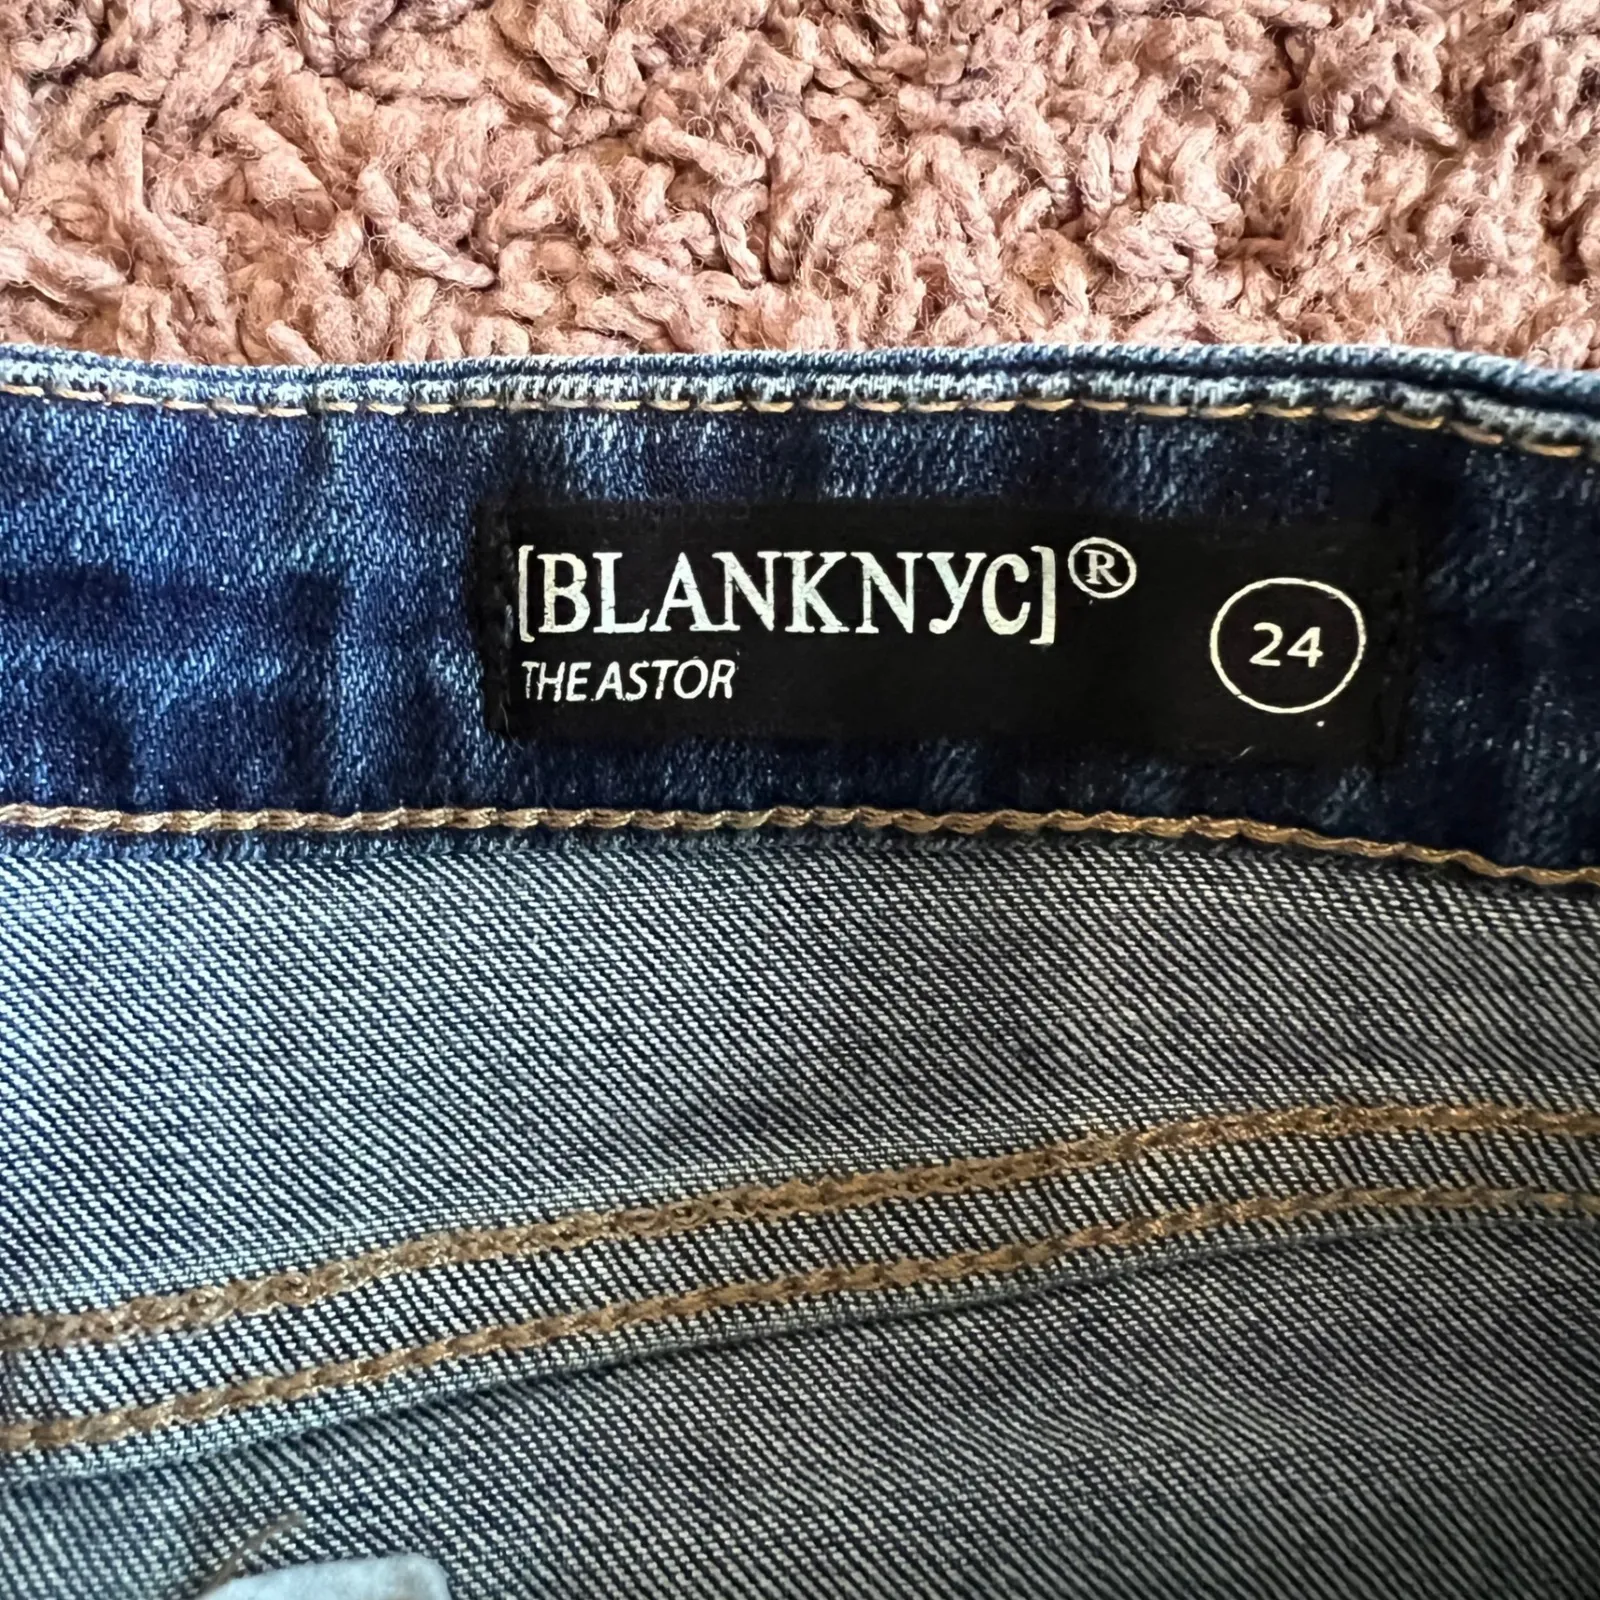 [BLANKNYC]®
THE ASTOR
24